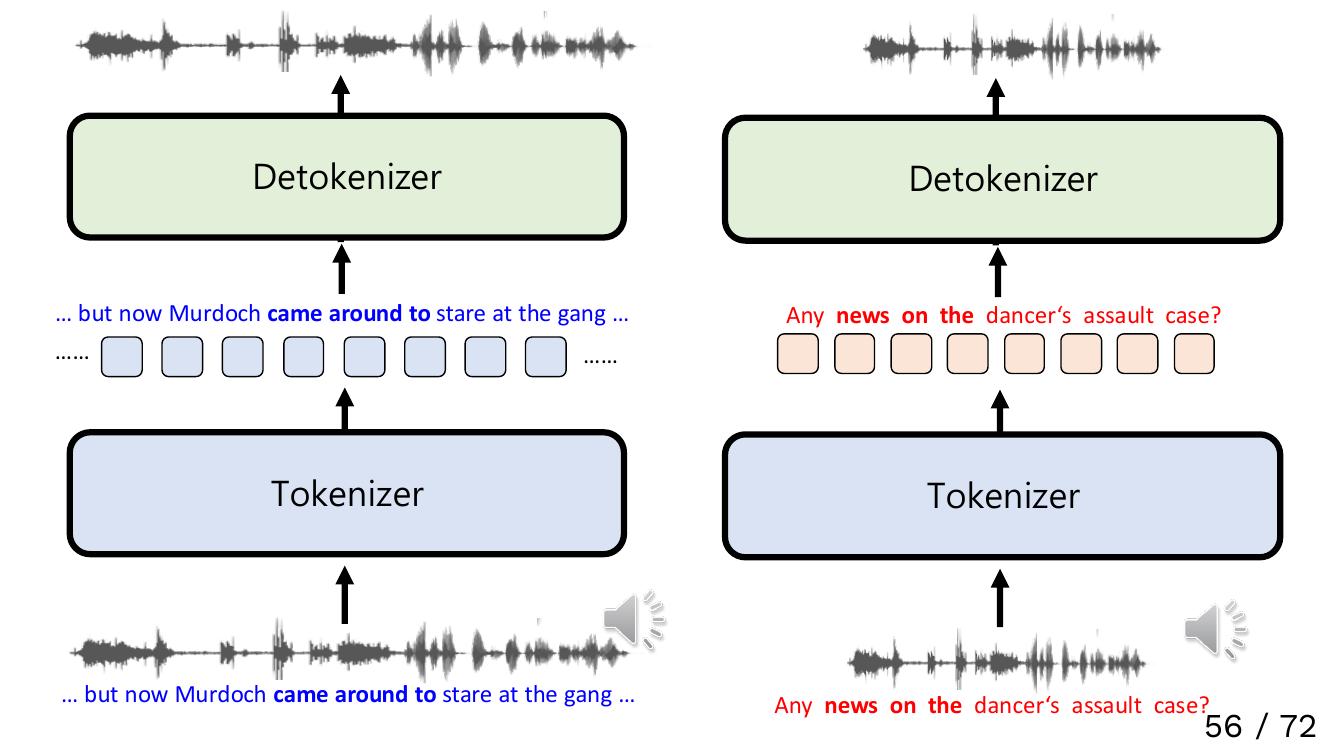 Detokenizer
... but now Murdoch came around to stare at the gang ...
...... ......
Tokenizer
... but now Murdoch came around to stare at the gang ...
Detokenizer
Any news on the dancer‘s assault case?
Tokenizer
Any news on the dancer‘s assault case?
56 / 72